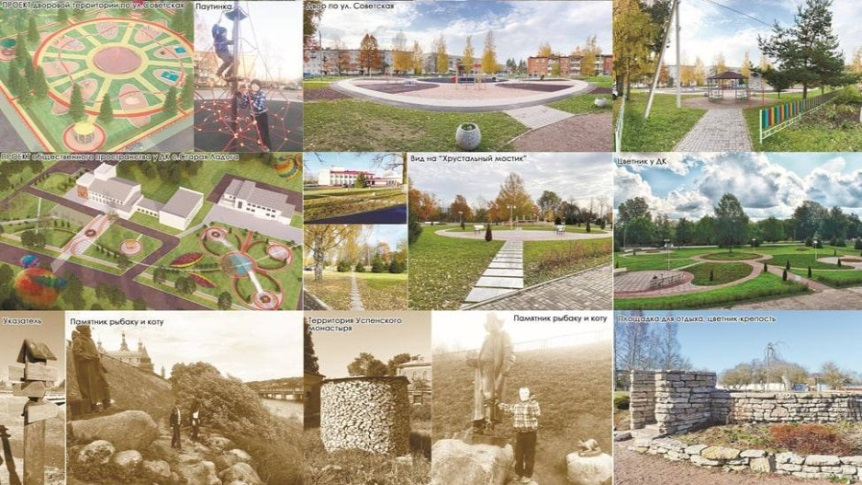 ПРОЕКТ дворовой территории по ул. Советская
Паутинка
Двор по ул. Советская
ПРОЕКТ общественного пространства у ДК с.Старая Ладога
Вид на "Хрустальный мостик"
Цветник у ДК
Указатель
Памятник рыбаку и коту
Территория Успенского
монастыря
Памятник рыбаку и коту
Площадка для отдыха, цветник-крепость